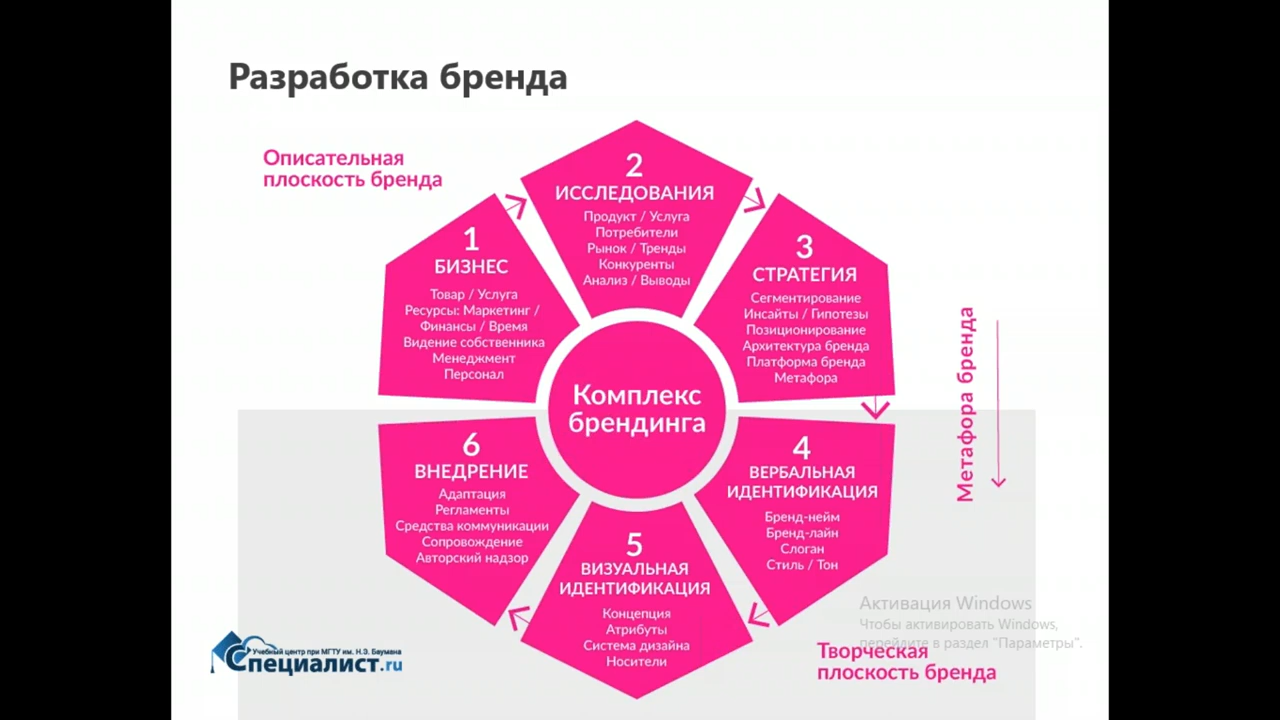 Разработка бренда
Описательная
плоскость бренда
1
БИЗНЕС
Товар / Услуга
Ресурсы: Маркетинг /
Финансы / Время
Видение собственника
Менеджмент
Персонал
2
ИССЛЕДОВАНИЯ
Продукт / Услуга
Потребители
Рынок / Тренды
Конкуренты
Анализ / Выводы
3
СТРАТЕГИЯ
Сегментирование
Инсайты / Гипотезы
Позиционирование
Архитектура бренда
Платформа бренда
Метафора
Метафора бренда
Комплекс
брендинга
4
ВЕРБАЛЬНАЯ
ИДЕНТИФИКАЦИЯ
Бренд-нейм
Бренд-лайн
Слоган
Стиль / Тон
5
ВИЗУАЛЬНАЯ
ИДЕНТИФИКАЦИЯ
Концепция
Атрибуты
Система дизайна
Носители
6
ВНЕДРЕНИЕ
Адаптация
Регламенты
Средства коммуникации
Сопровождение
Авторский надзор
Творческая
плоскость бренда
Активация Windows
Чтобы активировать Windows,
перейдите в раздел "Параметры".
Учебный центр при МГТУ им. Н.Э. Баумана
Специалист.ru